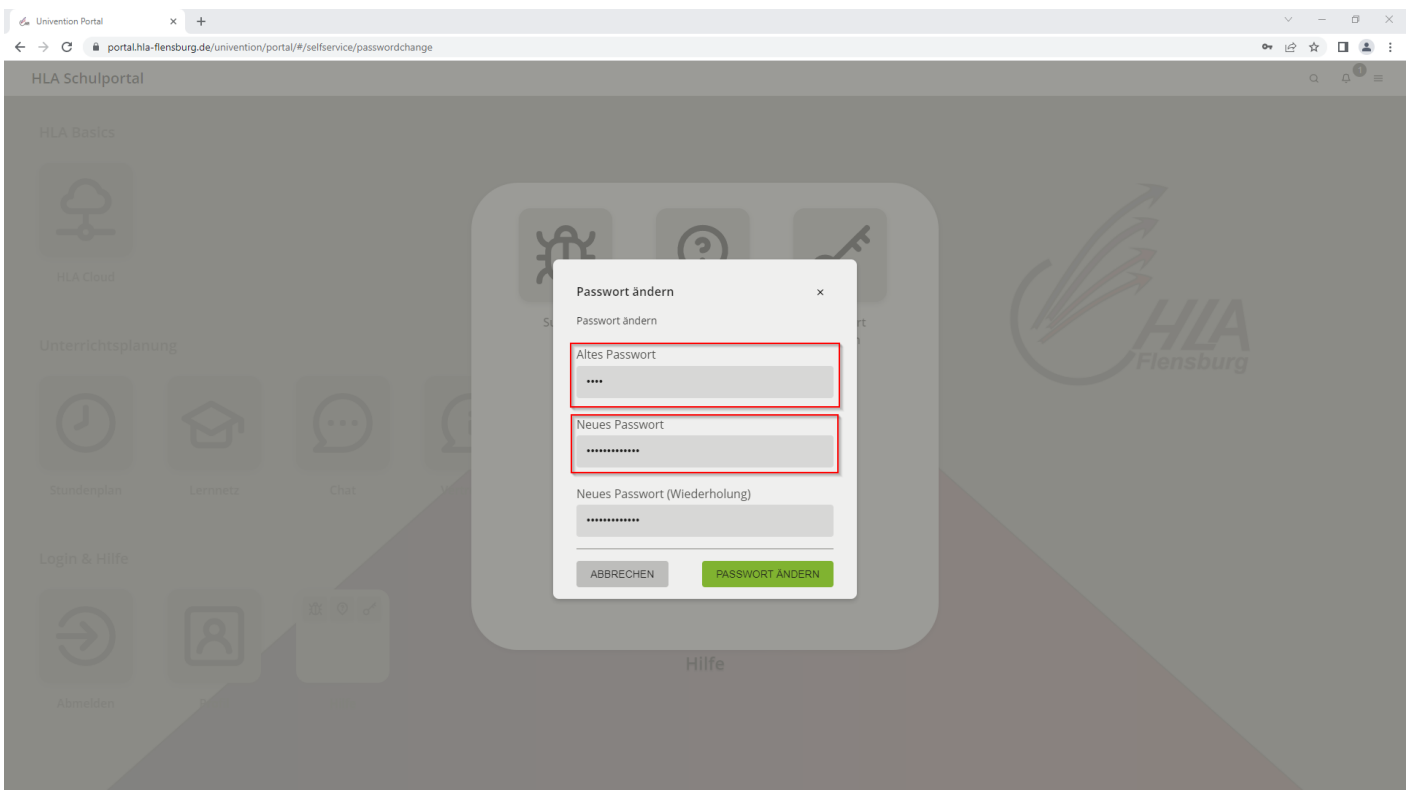 Univention Portal
portal.hla-flensburg.de/univention/portal/#/selfservice/passwordchange
HLA Schulportal
1
HLA Basics
HLA Cloud
HLA
Flensburg
Passwort ändern
Passwort ändern
Altes Passwort
••••
Neues Passwort
•••••••••••••
Neues Passwort (Wiederholung)
•••••••••••••
ABBRECHEN PASSWORT ÄNDERN
Unterrichtsplanung
Stundenplan Lernnetz Chat
Login & Hilfe
Abmelden
Hilfe